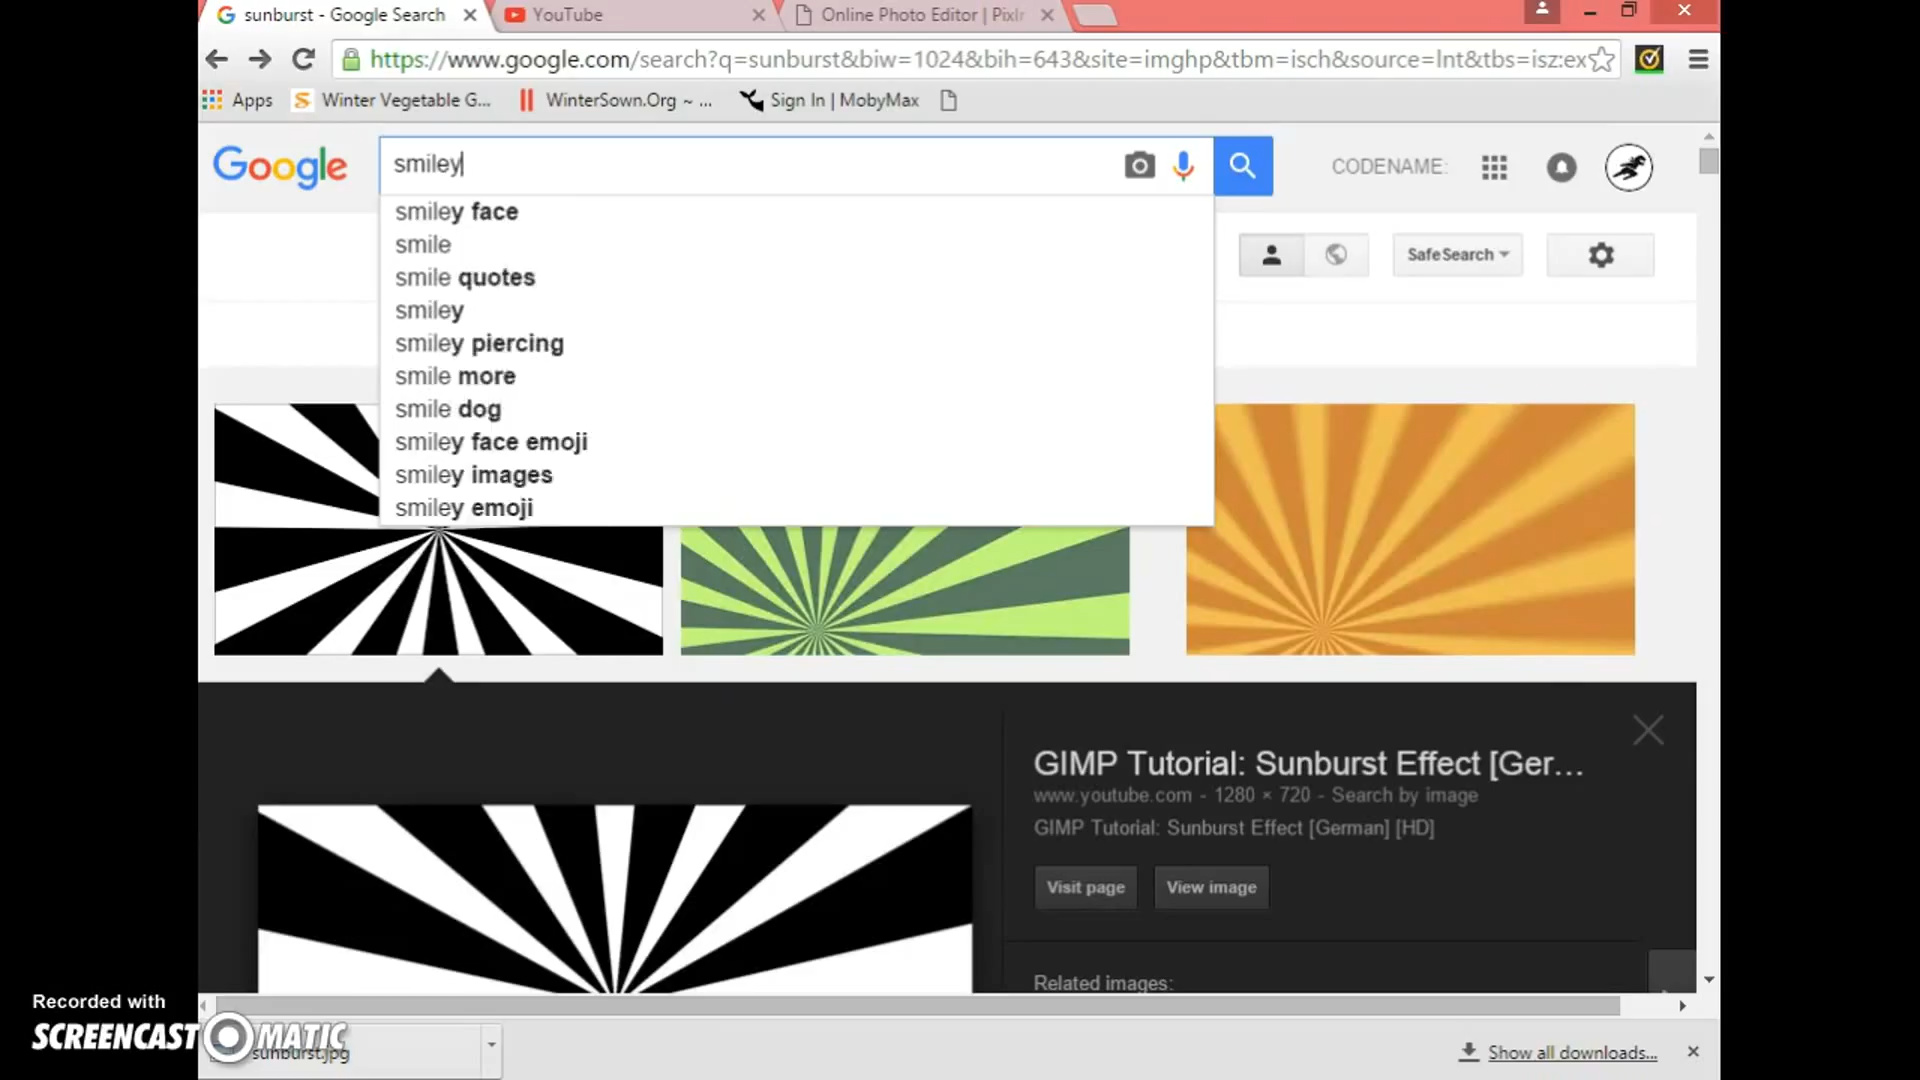 sunburst - Google Search
YouTube
Online Photo Editor | Pixlr
https://www.google.com/search?q=sunburst&biw=1024&bih=643&site=imghp&tbm=isch&source=lnt&tbs=isz:ex
Apps
Winter Vegetable G...
WinterSown.Org ~ ...
Sign In | MobyMax
Google
smiley
CODENAME:
smiley face
smile
smile quotes
smiley
smiley piercing
smile more
smile dog
smiley face emoji
smiley images
smiley emoji
SafeSearch
GIMP Tutorial: Sunburst Effect [Ger...
www.youtube.com - 1280 × 720 - Search by image
GIMP Tutorial: Sunburst Effect [German] [HD]
Visit page
View image
Related images:
Recorded with
SCREENCAST MATIC
sunburst.jpg
Show all downloads...